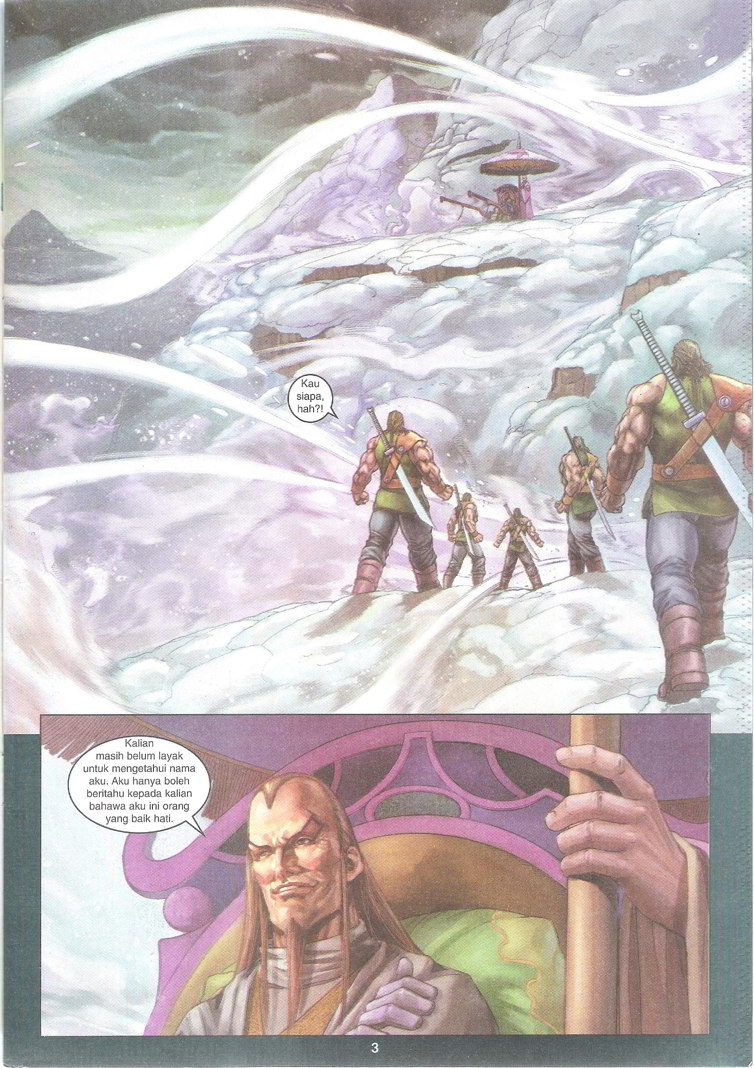 Kau
siapa,
hah?!
Kalian
masih belum layak
untuk mengetahui nama
aku. Aku hanya boleh
beritahu kepada kalian
bahawa aku ini orang
yang baik hati.
3